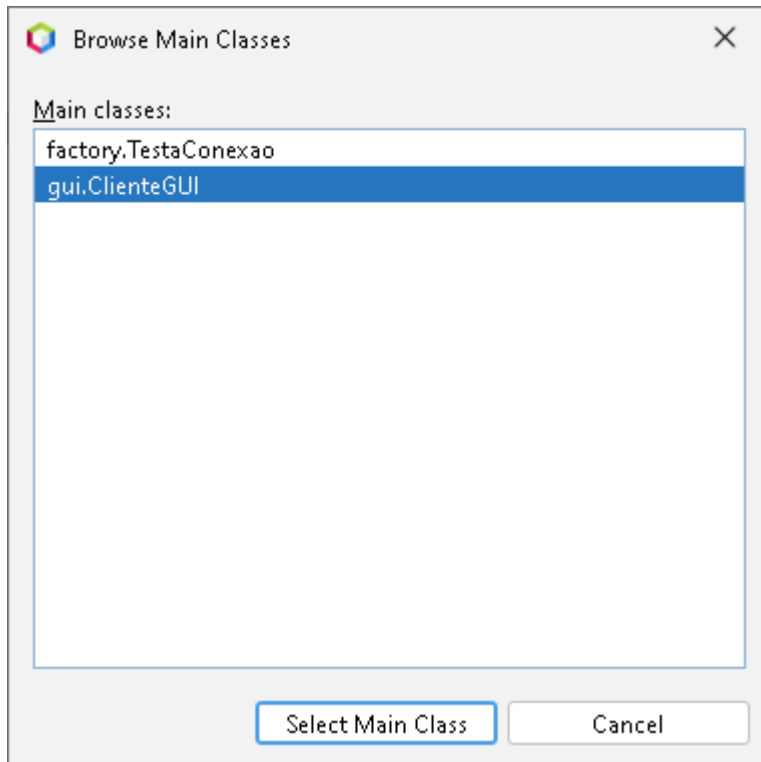 Browse Main Classes
Main classes:
factory.TestaConexao
gui.ClienteGUI
Select Main Class
Cancel